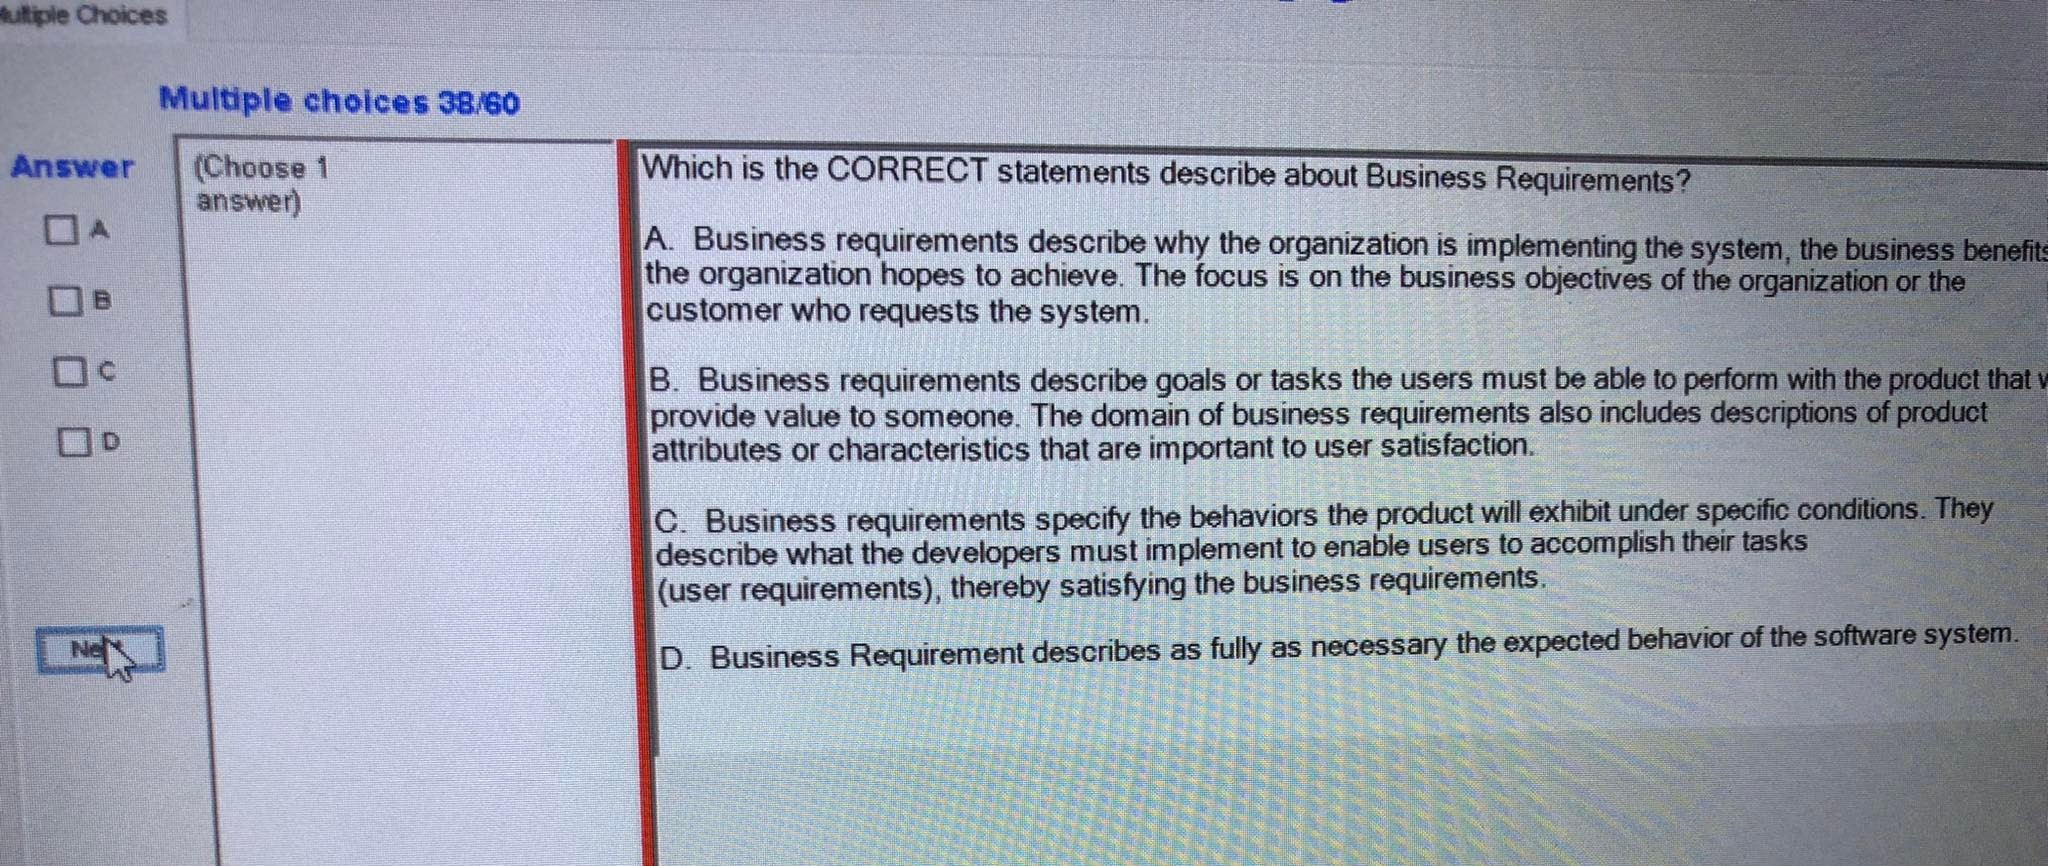 Multiple Choices
Multiple choices 38/60
Answer
(Choose 1
answer)
A
B
C
D
Which is the CORRECT statements describe about Business Requirements?
A. Business requirements describe why the organization is implementing the system, the business benefits
the organization hopes to achieve. The focus is on the business objectives of the organization or the
customer who requests the system.
B. Business requirements describe goals or tasks the users must be able to perform with the product that
provide value to someone. The domain of business requirements also includes descriptions of product
attributes or characteristics that are important to user satisfaction.
C. Business requirements specify the behaviors the product will exhibit under specific conditions. They
describe what the developers must implement to enable users to accomplish their tasks
(user requirements), thereby satisfying the business requirements.
D. Business Requirement describes as fully as necessary the expected behavior of the software system.